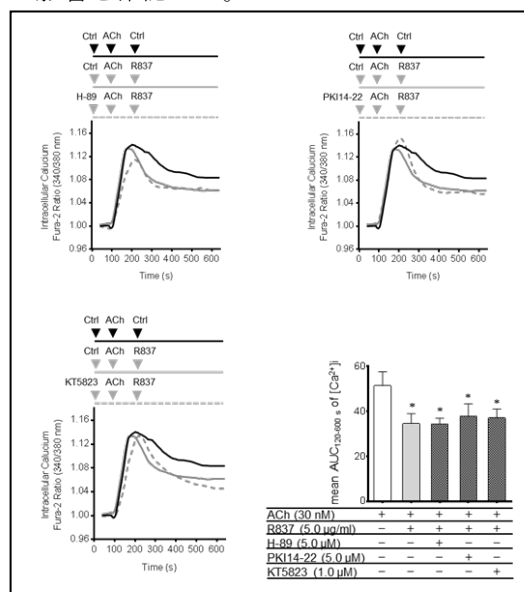 Ctrl ACh Ctrl
Ctrl ACh R837
H-89 ACh R837
Intracellular Calucium
Fura-2 Ratio (340/380 nm)
1.16
1.12
1.08
1.04
1.00
0.96
0 100 200 300 400 500 600
Time (s)
Ctrl ACh Ctrl
Ctrl ACh R837
PKI14-22 ACh R837
Intracellular Calucium
Fura-2 Ratio (340/380 nm)
1.16
1.12
1.08
1.04
1.00
0.96
0 100 200 300 400 500 600
Time (s)
Ctrl ACh Ctrl
Ctrl ACh R837
KT5823 ACh R837
Intracellular Calucium
Fura-2 Ratio (340/380 nm)
1.16
1.12
1.08
1.04
1.00
0.96
0 100 200 300 400 500 600
Time (s)
mean AUC120-600 s of [Ca2+]i
60
40
20
0
* * * *
ACh (30 nM) + + + + +
R837 (5.0 µg/ml) − + + + +
H-89 (5.0 µM) − − + − −
PKI14-22 (5.0 µM) − − − + −
KT5823 (1.0 µM) − − − − +